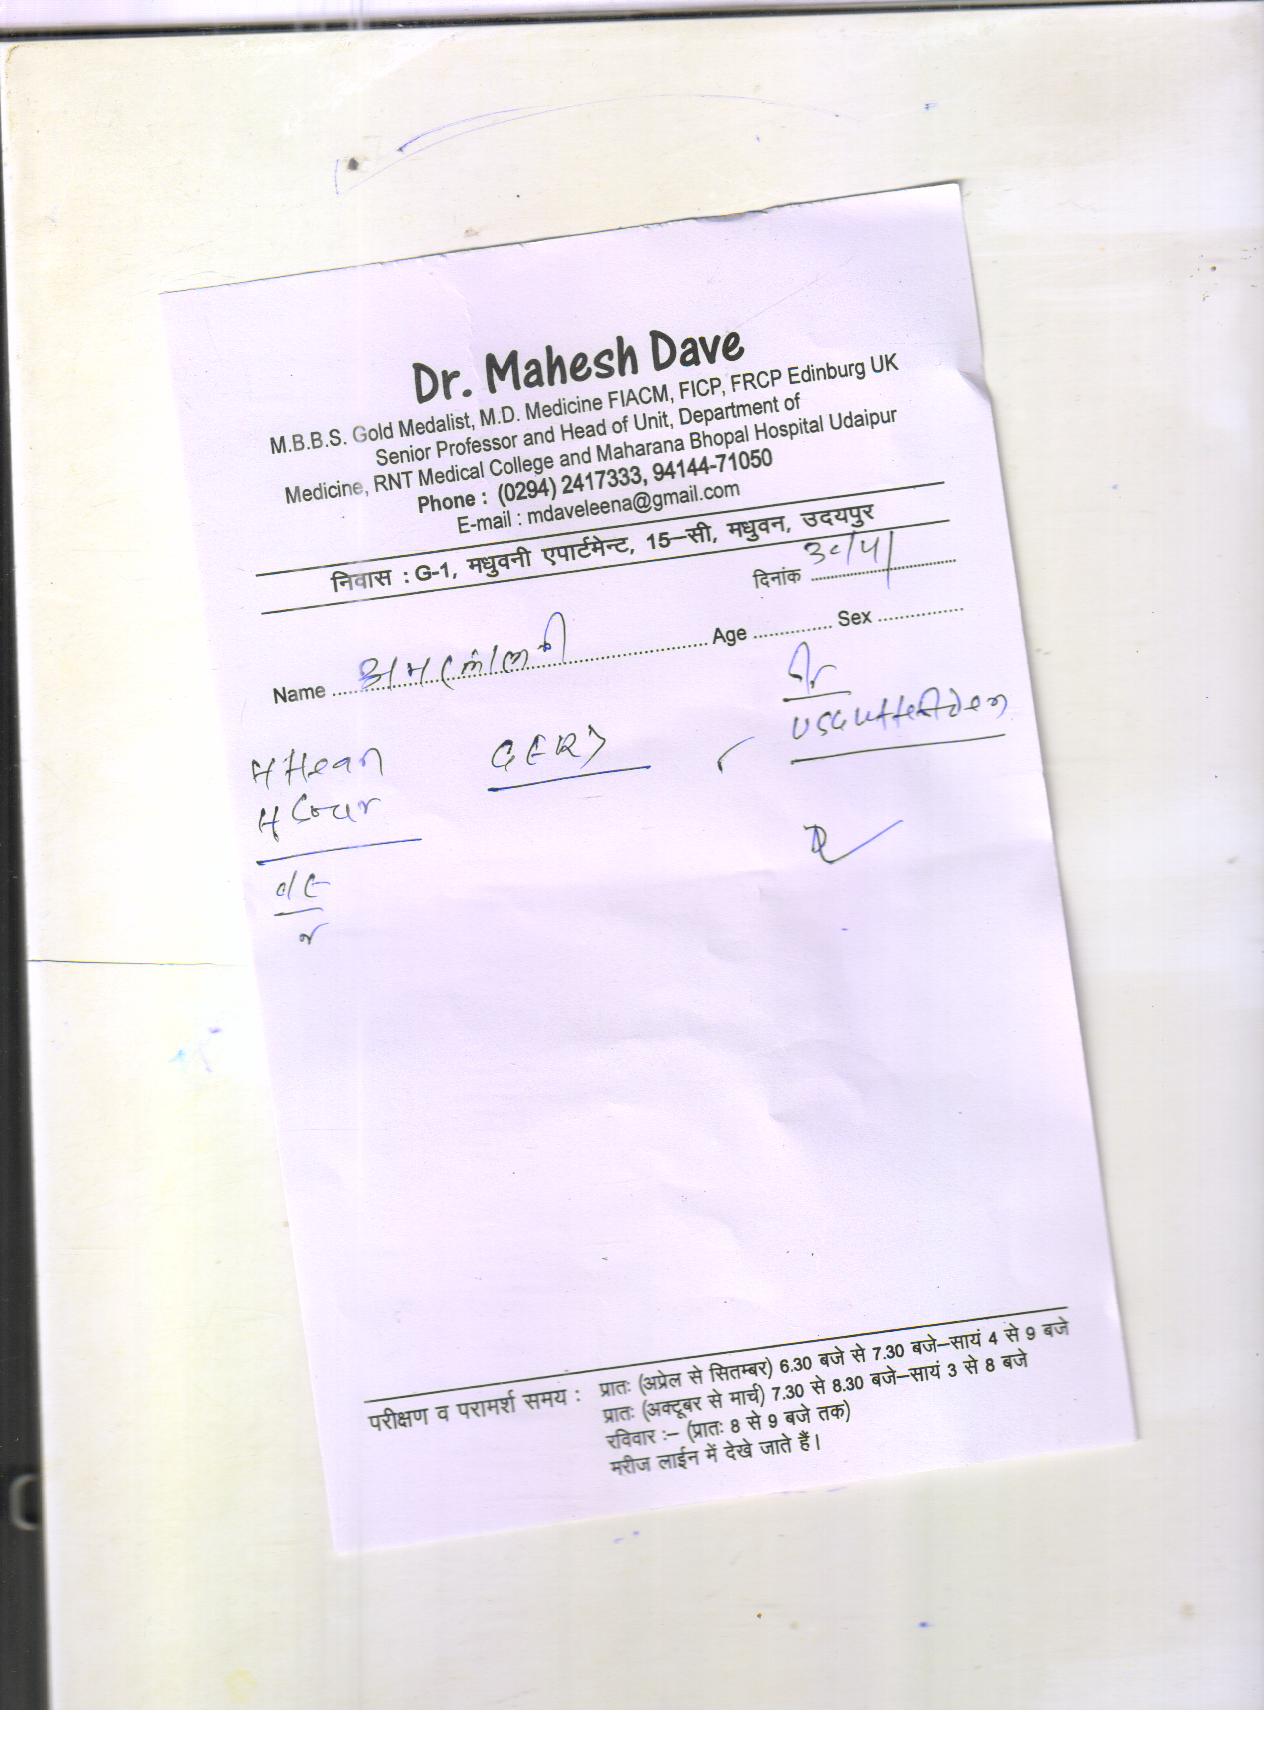 Dr. Mahesh Dave
M.B.B.S. Gold Medalist, M.D. Medicine FIACM, FICP, FRCP Edinburg UK
Senior Professor and Head of Unit, Department of
Medicine, RNT Medical College and Maharana Bhopal Hospital Udaipur
Phone : (0294) 2417333, 94144-71050
E-mail : mdaveleena@gmail.com
निवास : G-1, मधुवनी एपार्टमेन्ट, 15–सी, मधुवन, उदयपुर
दिनांक
Name Age Sex
GERD
परीक्षण व परामर्श समय : प्रातः (अप्रेल से सितम्बर) 6.30 बजे से 7.30 बजे–सायं 4 से 9 बजे
प्रातः (अक्टूबर से मार्च) 7.30 से 8.30 बजे–सायं 3 से 8 बजे
रविवार :– (प्रातः 8 से 9 बजे तक)
मरीज लाईन में देखे जाते हैं।